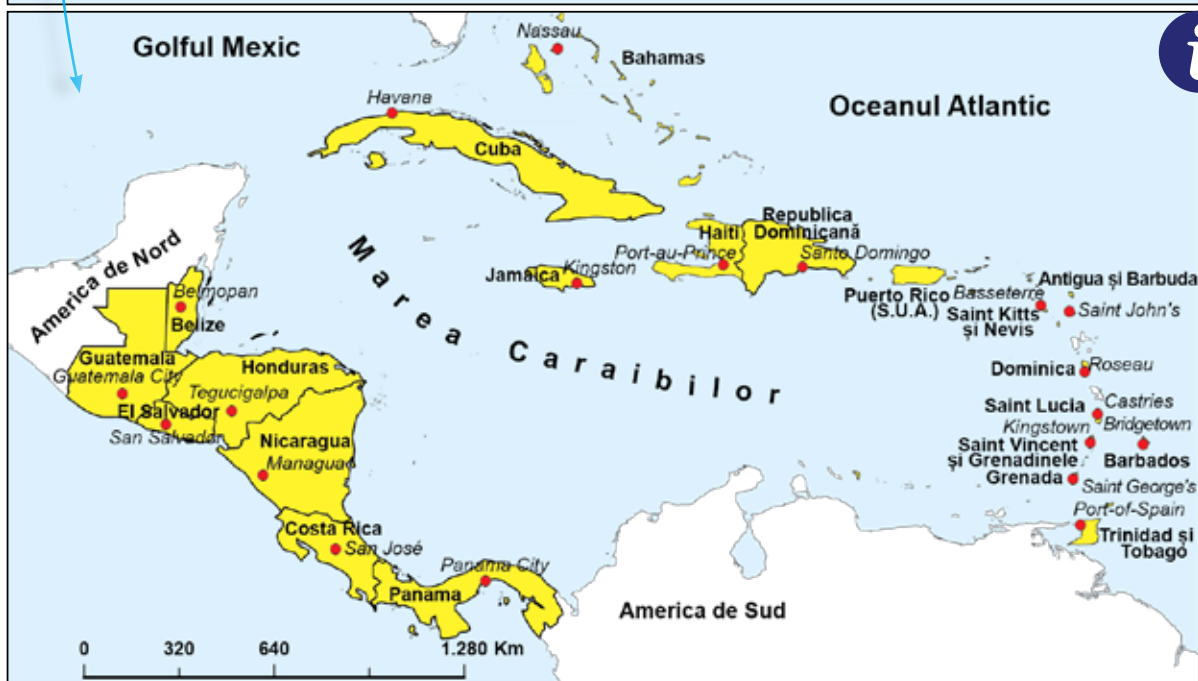 Golful Mexic
Nassau
Bahamas
Oceanul Atlantic
Havana
Cuba
Republica
Dominicană
Haiti
Port-au-Prince
Santo Domingo
Jamaica
Kingston
Puerto Rico
(S.U.A.)
Antigua și Barbuda
Basseterre
Saint Kitts
și Nevis
Saint John's
America de Nord
Belmopan
Belize
Marea Caraibilor
Guatemala
Guatemala City
Honduras
Tegucigalpa
El Salvador
San Salvador
Dominica
Roseau
Saint Lucia
Castries
Kingstown
Bridgetown
Saint Vincent
și Grenadinele
Barbados
Grenada
Saint George's
Port-of-Spain
Trinidad și
Tobago
Nicaragua
Managua
Costa Rica
San José
Panama City
Panama
America de Sud
0 320 640 1.280 Km
i